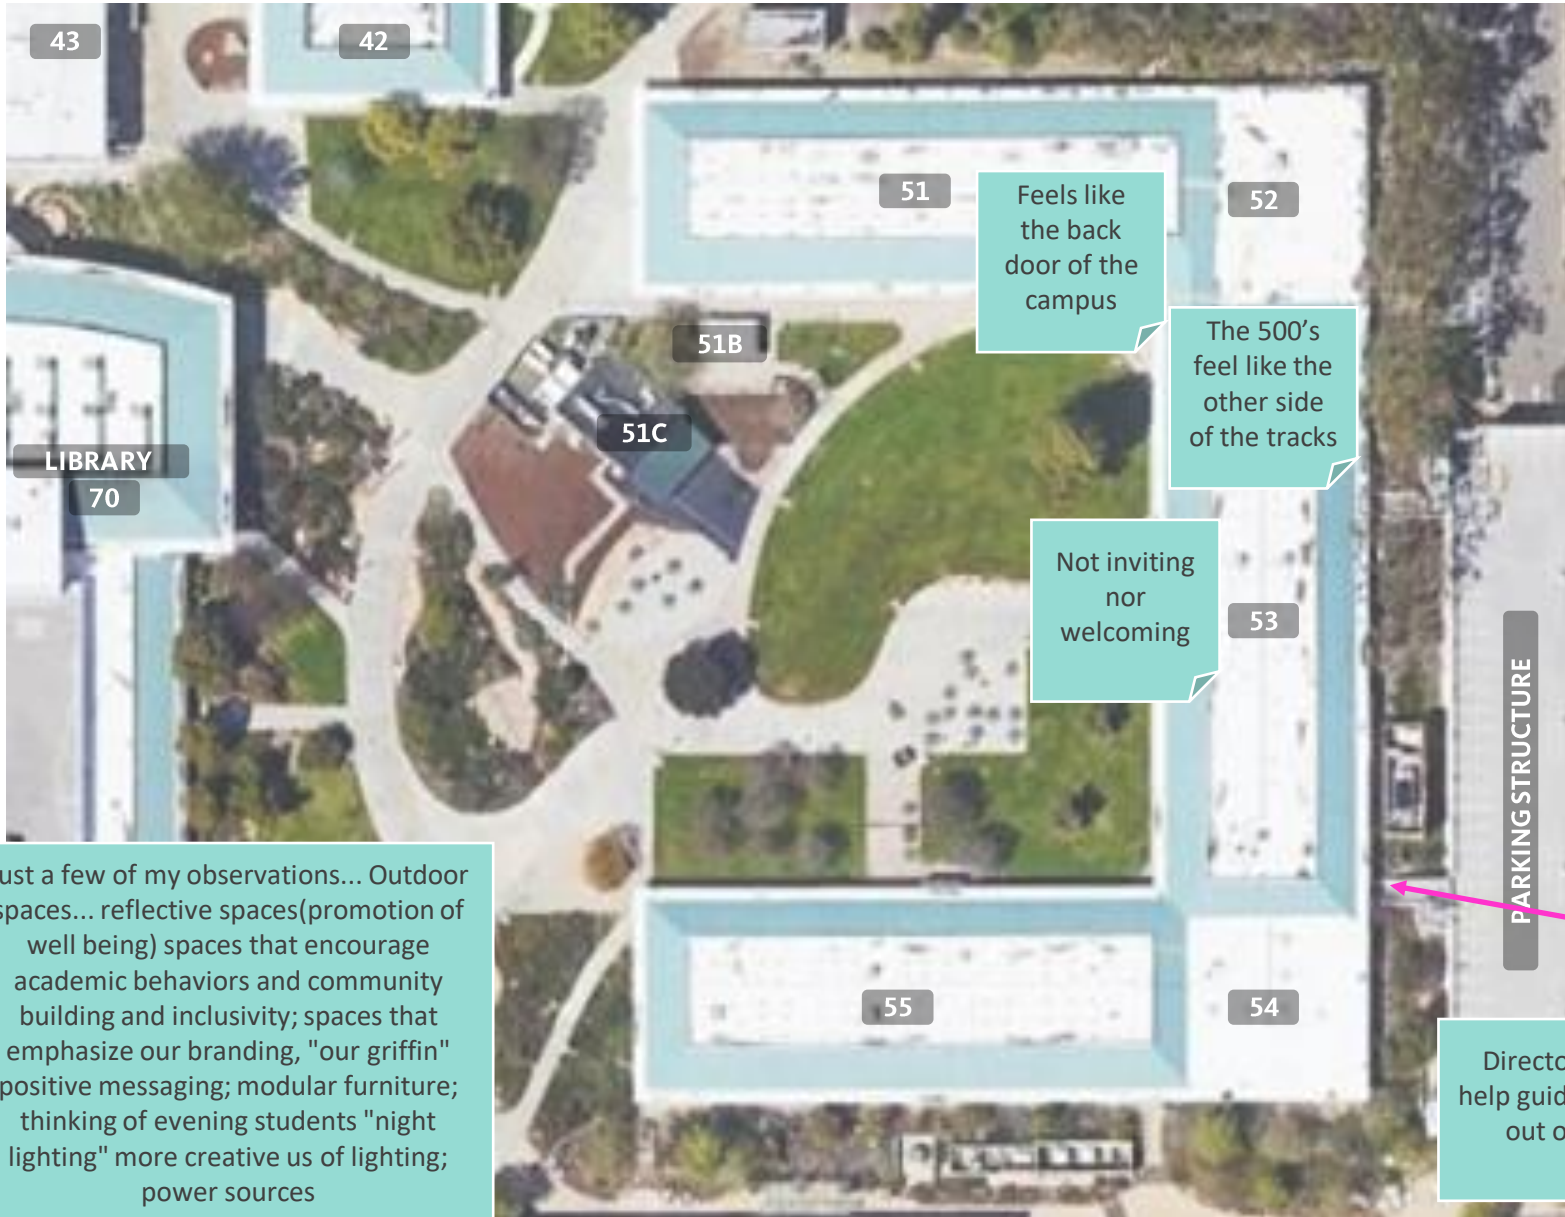 43
42
51
52
Feels like
the back
door of the
campus
The 500's
feel like the
other side
of the tracks
51B
51C
LIBRARY
70
Not inviting
nor
welcoming
53
PARKING STRUCTURE
ust a few of my observations... Outdoor
spaces... reflective spaces(promotion of
well being) spaces that encourage
academic behaviors and community
building and inclusivity; spaces that
emphasize our branding, "our griffin"
positive messaging; modular furniture;
thinking of evening students "night
lighting" more creative us of lighting;
power sources
55
54
Directo
help guid
out o